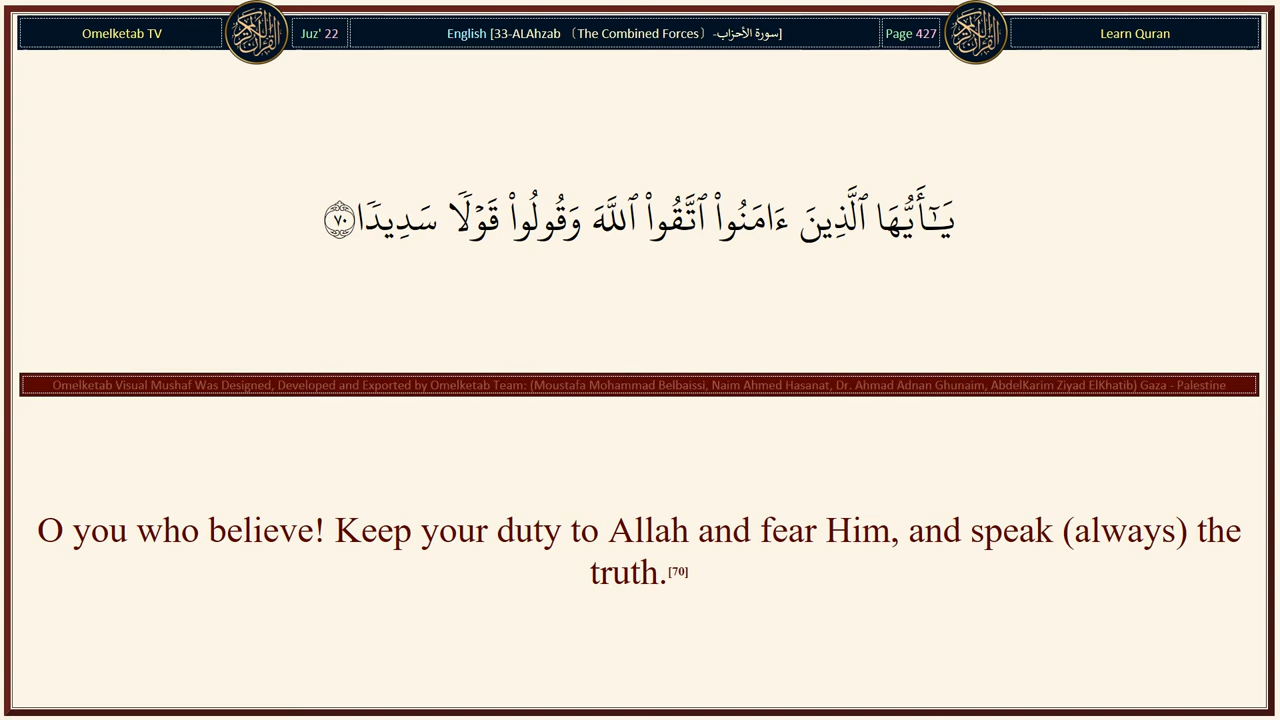 Omelketab TV
Juz' 22
English [33-ALAhzab 〔The Combined Forces〕 -سورة الأحزاب]
Page 427
Learn Quran
يَـٰٓأَيُّهَا ٱلَّذِينَ ءَامَنُوا۟ ٱتَّقُوا۟ ٱللَّهَ وَقُولُوا۟ قَوْلًۭا سَدِيدًۭا ٧٠
Omelketab Visual Mushaf Was Designed, Developed and Exported by Omelketab Team: (Moustafa Mohammad Belbaissi, Naim Ahmed Hasanat, Dr. Ahmad Adnan Ghunaim, AbdelKarim Ziyad ElKhatib) Gaza - Palestine
O you who believe! Keep your duty to Allah and fear Him, and speak (always) the
truth.[70]